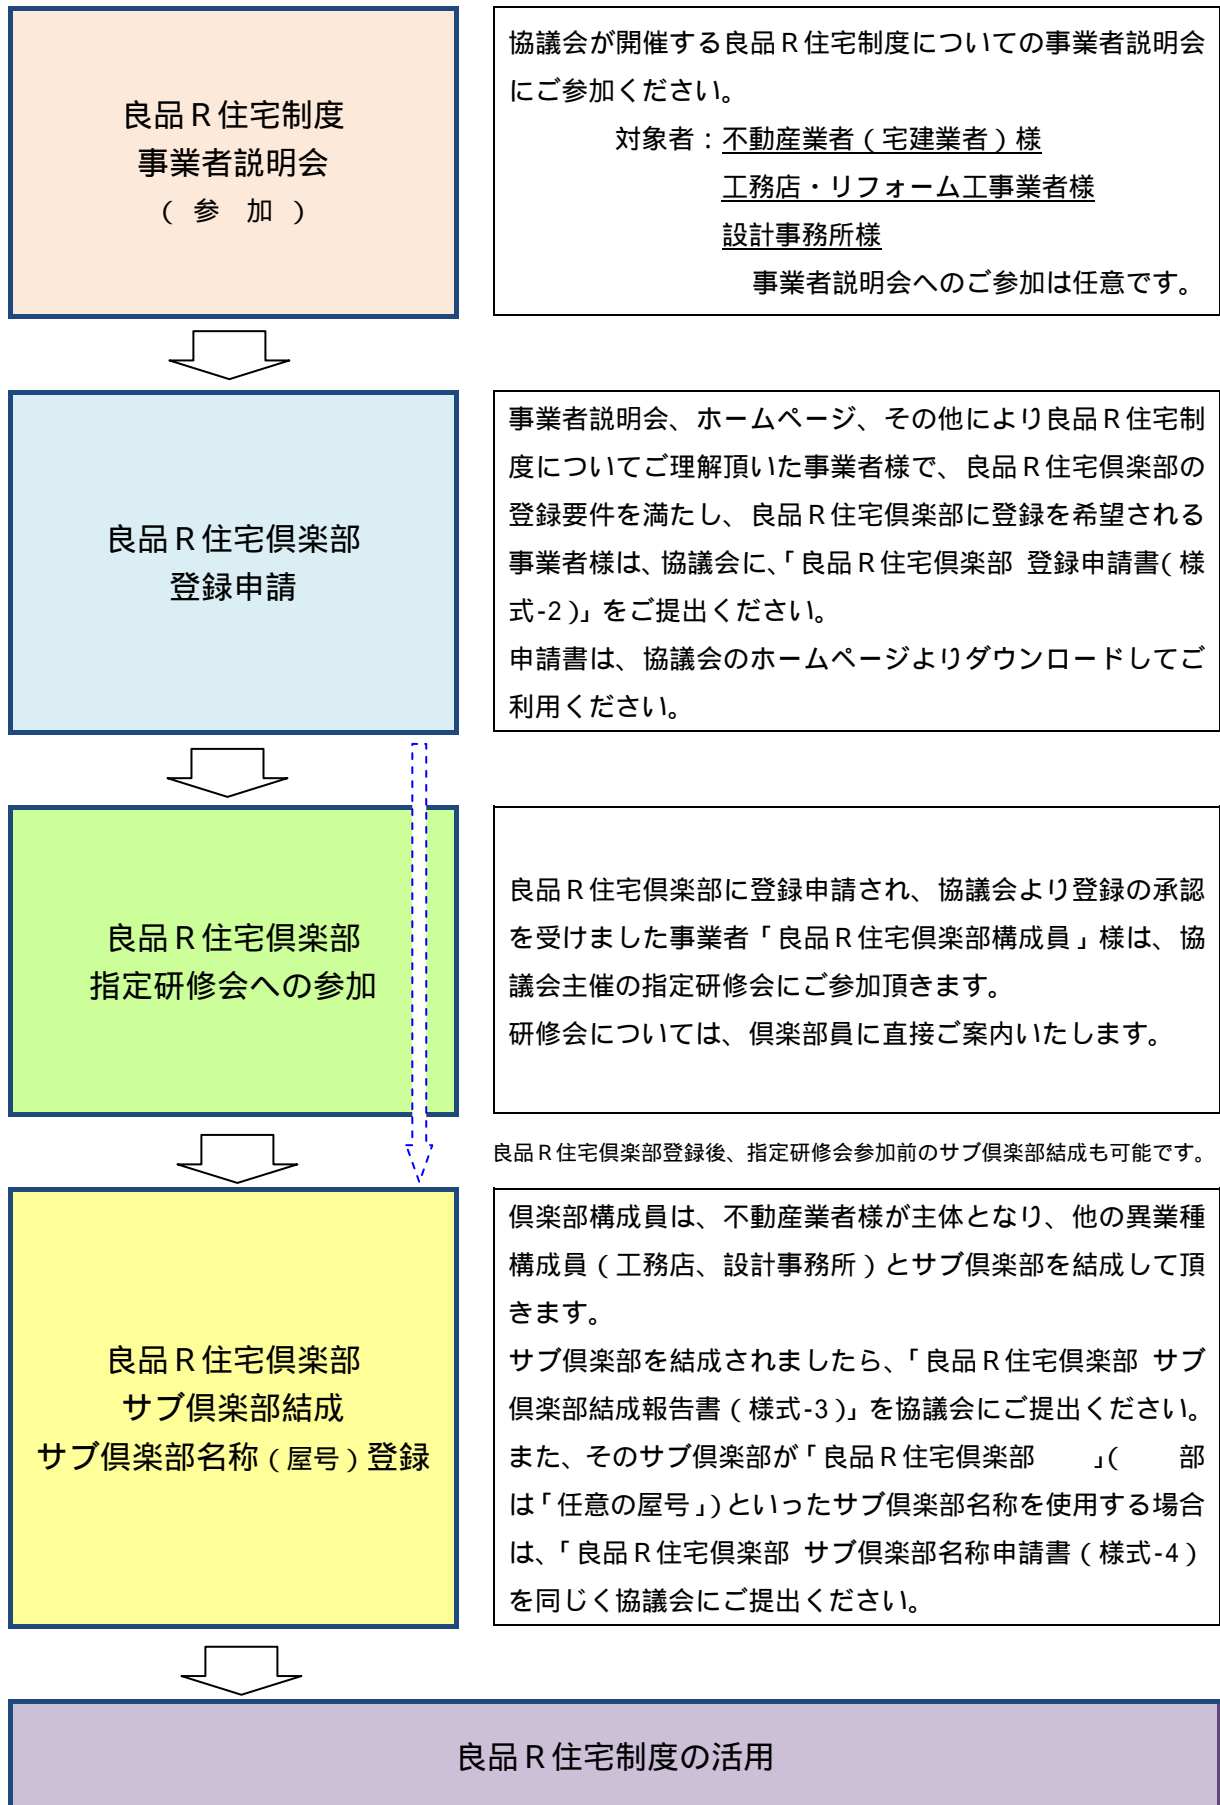 良品Ｒ住宅制度
事業者説明会
（ 参　加 ）
協議会が開催する良品Ｒ住宅制度についての事業者説明会
にご参加ください。
対象者：不動産業者（宅建業者）様
工務店・リフォーム工事業者様
設計事務所様
事業者説明会へのご参加は任意です。
良品Ｒ住宅倶楽部
登録申請
事業者説明会、ホームページ、その他により良品Ｒ住宅制
度についてご理解頂いた事業者様で、良品Ｒ住宅倶楽部の
登録要件を満たし、良品Ｒ住宅倶楽部に登録を希望される
事業者様は、協議会に、「良品Ｒ住宅倶楽部 登録申請書（様
式-2）」をご提出ください。
申請書は、協議会のホームページよりダウンロードしてご
利用ください。
良品Ｒ住宅倶楽部
指定研修会への参加
良品Ｒ住宅倶楽部に登録申請され、協議会より登録の承認
を受けました事業者「良品Ｒ住宅倶楽部構成員」様は、協
議会主催の指定研修会にご参加頂きます。
研修会については、倶楽部員に直接ご案内いたします。
良品Ｒ住宅倶楽部登録後、指定研修会参加前のサブ倶楽部結成も可能です。
良品Ｒ住宅倶楽部
サブ倶楽部結成
サブ倶楽部名称（屋号）登録
倶楽部構成員は、不動産業者様が主体となり、他の異業種
構成員（工務店、設計事務所）とサブ倶楽部を結成して頂
きます。
サブ倶楽部を結成されましたら、「良品Ｒ住宅倶楽部 サブ
倶楽部結成報告書（様式-3）」を協議会にご提出ください。
また、そのサブ倶楽部が「良品Ｒ住宅倶楽部　　」（　　部
は「任意の屋号」）といったサブ倶楽部名称を使用する場合
は、「良品Ｒ住宅倶楽部 サブ倶楽部名称申請書（様式-4）
を同じく協議会にご提出ください。
良品Ｒ住宅制度の活用